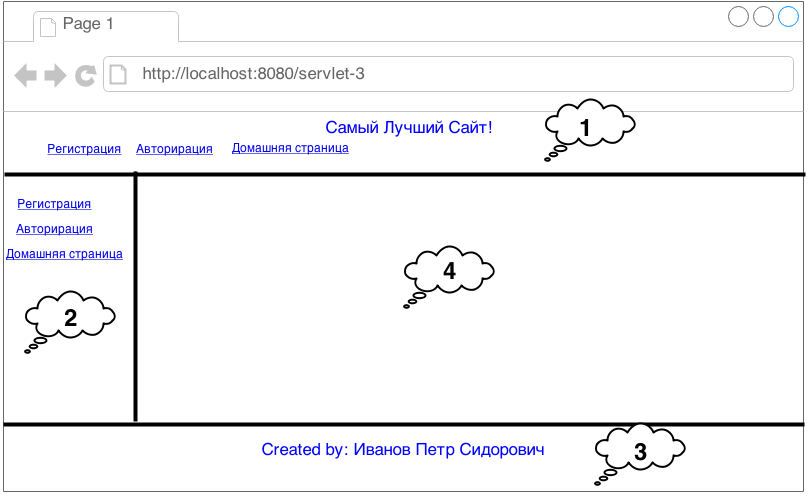 Page 1
http://localhost:8080/servlet-3
Самый Лучший Сайт!
1
Регистрация Авторирация Домашняя страница
Регистрация
Авторирация
Домашняя страница
4
2
Created by: Иванов Петр Сидорович
3